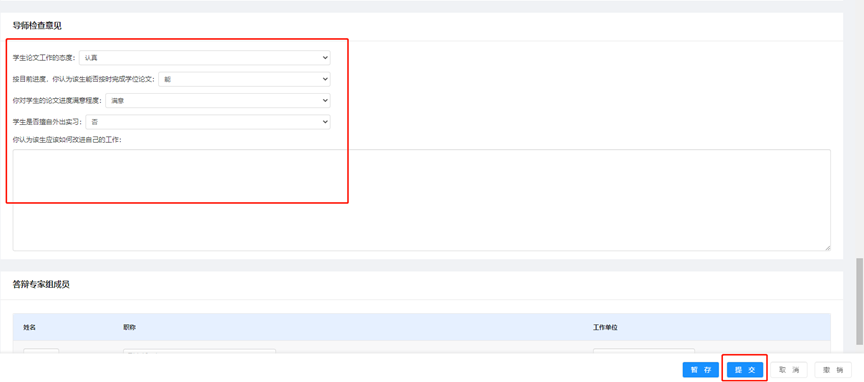 导师检查意见
学生论文工作的态度： 认真
按目前进度，你认为该生能否按时完成学位论文： 能
你对学生的论文进度满意程度： 满意
学生是否擅自外出实习： 否
你认为该生应该如何改进自己的工作：
答辩专家组成员
姓名 职称 工作单位
暂 存 提 交 取 消 撤 销